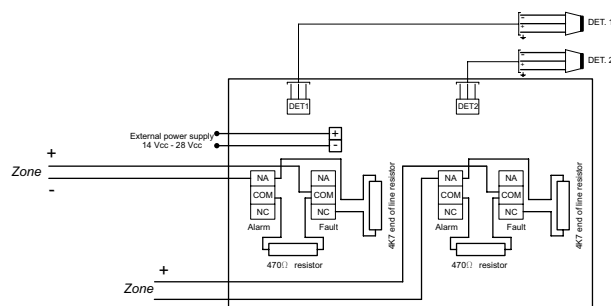 DET. 1
DET. 2
DET1
DET2
External power supply
14 Vcc - 28 Vcc
+
-
+
Zone
-
NA
COM
NC
Alarm
NA
COM
NC
Fault
4K7 end of line resistor
470Ω resistor
NA
COM
NC
Alarm
NA
COM
NC
Fault
4K7 end of line resistor
470Ω resistor
+
Zone